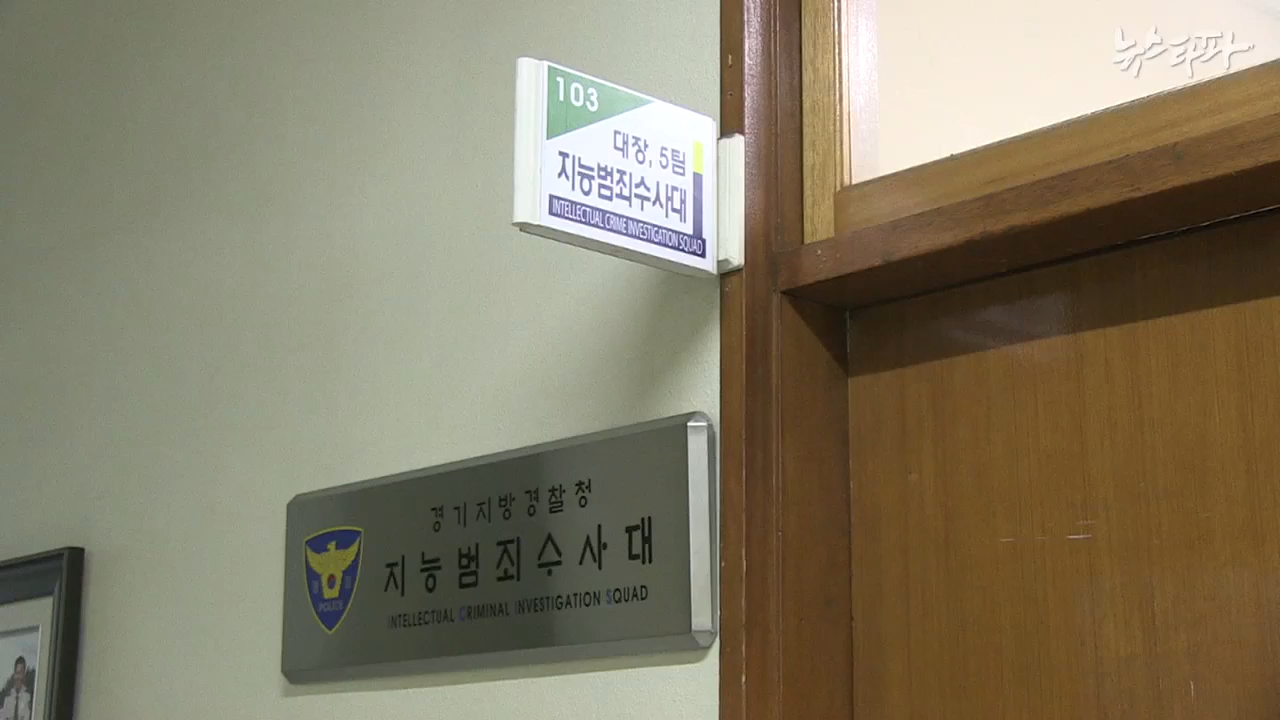 뉴스타파
103
대장, 5팀
지능범죄수사대
INTELLECTUAL CRIME INVESTIGATION SQUAD
경기지방경찰청
지능범죄수사대
INTELLECTUAL CRIMINAL INVESTIGATION SQUAD
POLICE